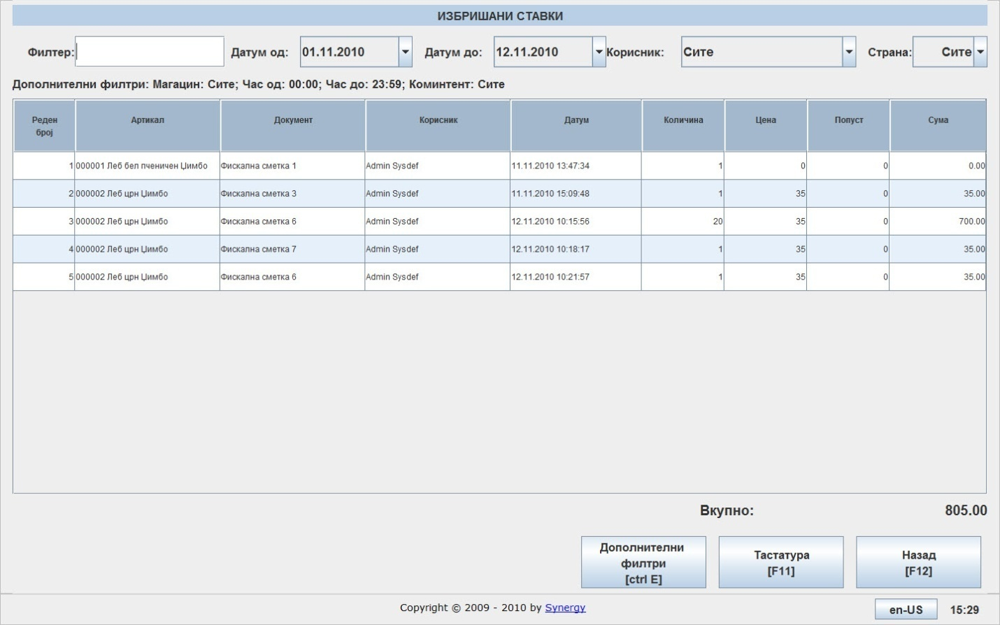 ИЗБРИШАНИ СТАВКИ
Филтер: Датум од: 01.11.2010 Датум до: 12.11.2010 Корисник: Сите Страна: Сите
Дополнителни филтри: Магацин: Сите; Час од: 00:00; Час до: 23:59; Коминтент: Сите
Реден број Артикал Документ Корисник Датум Количина Цена Попуст Сума
1 000001 Леб бел пченичен Џимбо Фискална сметка 1 Admin Sysdef 11.11.2010 13:47:34 1 0 0 0.00
2 000002 Леб црн Џимбо Фискална сметка 3 Admin Sysdef 11.11.2010 15:09:48 1 35 0 35.00
3 000002 Леб црн Џимбо Фискална сметка 6 Admin Sysdef 12.11.2010 10:15:56 20 35 0 700.00
4 000002 Леб црн Џимбо Фискална сметка 7 Admin Sysdef 12.11.2010 10:18:17 1 35 0 35.00
5 000002 Леб црн Џимбо Фискална сметка 6 Admin Sysdef 12.11.2010 10:21:57 1 35 0 35.00
Вкупно: 805.00
Дополнителни
филтри
[ctrl E]
Тастатура
[F11]
Назад
[F12]
Copyright © 2009 - 2010 by Synergy
en-US 15:29